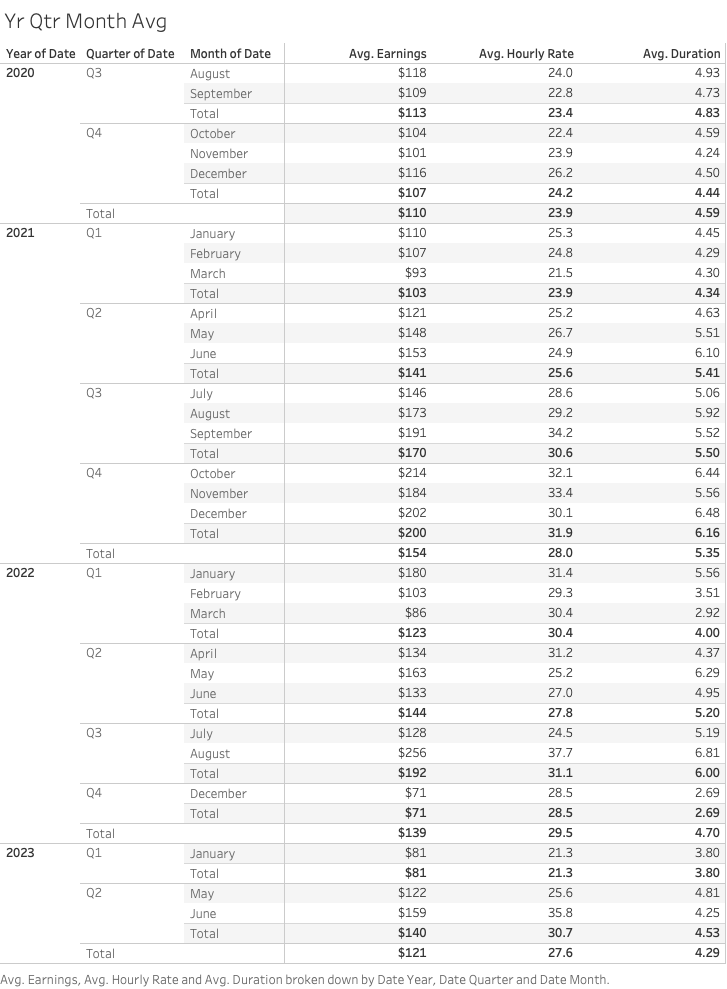 Yr Qtr Month Avg
Year of Date Quarter of Date Month of Date Avg. Earnings Avg. Hourly Rate Avg. Duration
2020 Q3 August $118 24.0 4.93
September $109 22.8 4.73
Total $113 23.4 4.83
Q4 October $104 22.4 4.59
November $101 23.9 4.24
December $116 26.2 4.50
Total $107 24.2 4.44
Total $110 23.9 4.59
2021 Q1 January $110 25.3 4.45
February $107 24.8 4.29
March $93 21.5 4.30
Total $103 23.9 4.34
Q2 April $121 25.2 4.63
May $148 26.7 5.51
June $153 24.9 6.10
Total $141 25.6 5.41
Q3 July $146 28.6 5.06
August $173 29.2 5.92
September $191 34.2 5.52
Total $170 30.6 5.50
Q4 October $214 32.1 6.44
November $184 33.4 5.56
December $202 30.1 6.48
Total $200 31.9 6.16
Total $154 28.0 5.35
2022 Q1 January $180 31.4 5.56
February $103 29.3 3.51
March $86 30.4 2.92
Total $123 30.4 4.00
Q2 April $134 31.2 4.37
May $163 25.2 6.29
June $133 27.0 4.95
Total $144 27.8 5.20
Q3 July $128 24.5 5.19
August $256 37.7 6.81
Total $192 31.1 6.00
Q4 December $71 28.5 2.69
Total $71 28.5 2.69
Total $139 29.5 4.70
2023 Q1 January $81 21.3 3.80
Total $81 21.3 3.80
Q2 May $122 25.6 4.81
June $159 35.8 4.25
Total $140 30.7 4.53
Total $121 27.6 4.29
Avg. Earnings, Avg. Hourly Rate and Avg. Duration broken down by Date Year, Date Quarter and Date Month.